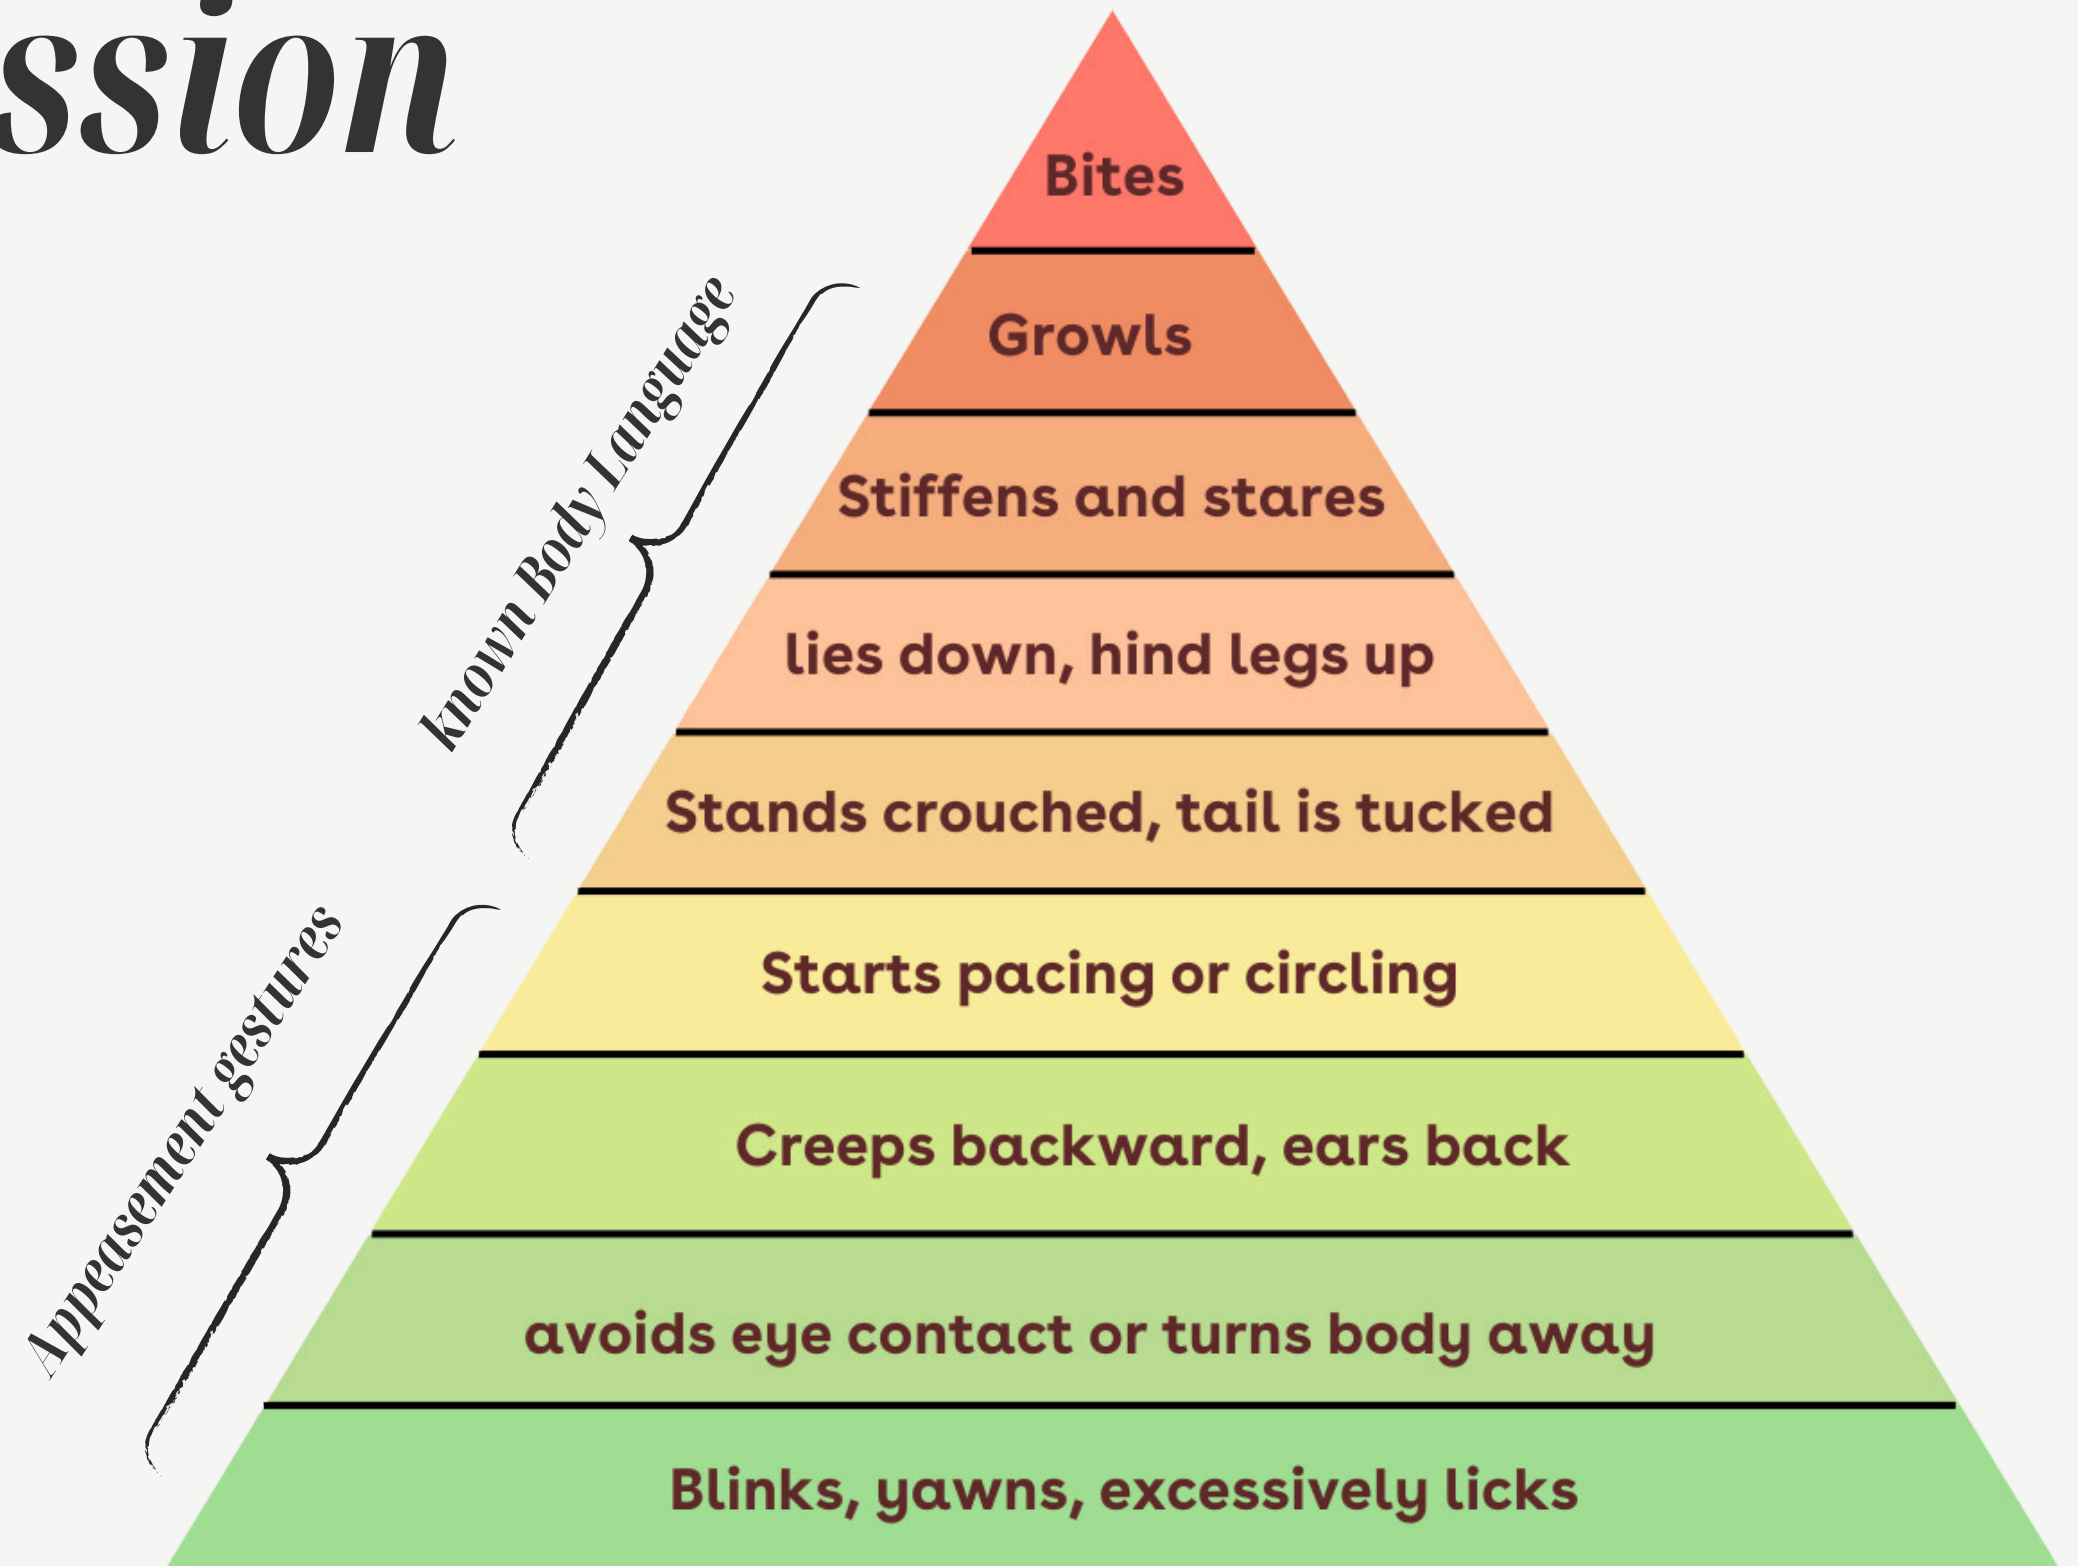 ssion
Bites
Growls
Stiffens and stares
lies down, hind legs up
Stands crouched, tail is tucked
known Body Language
Starts pacing or circling
Creeps backward, ears back
avoids eye contact or turns body away
Blinks, yawns, excessively licks
Appeasement gestures